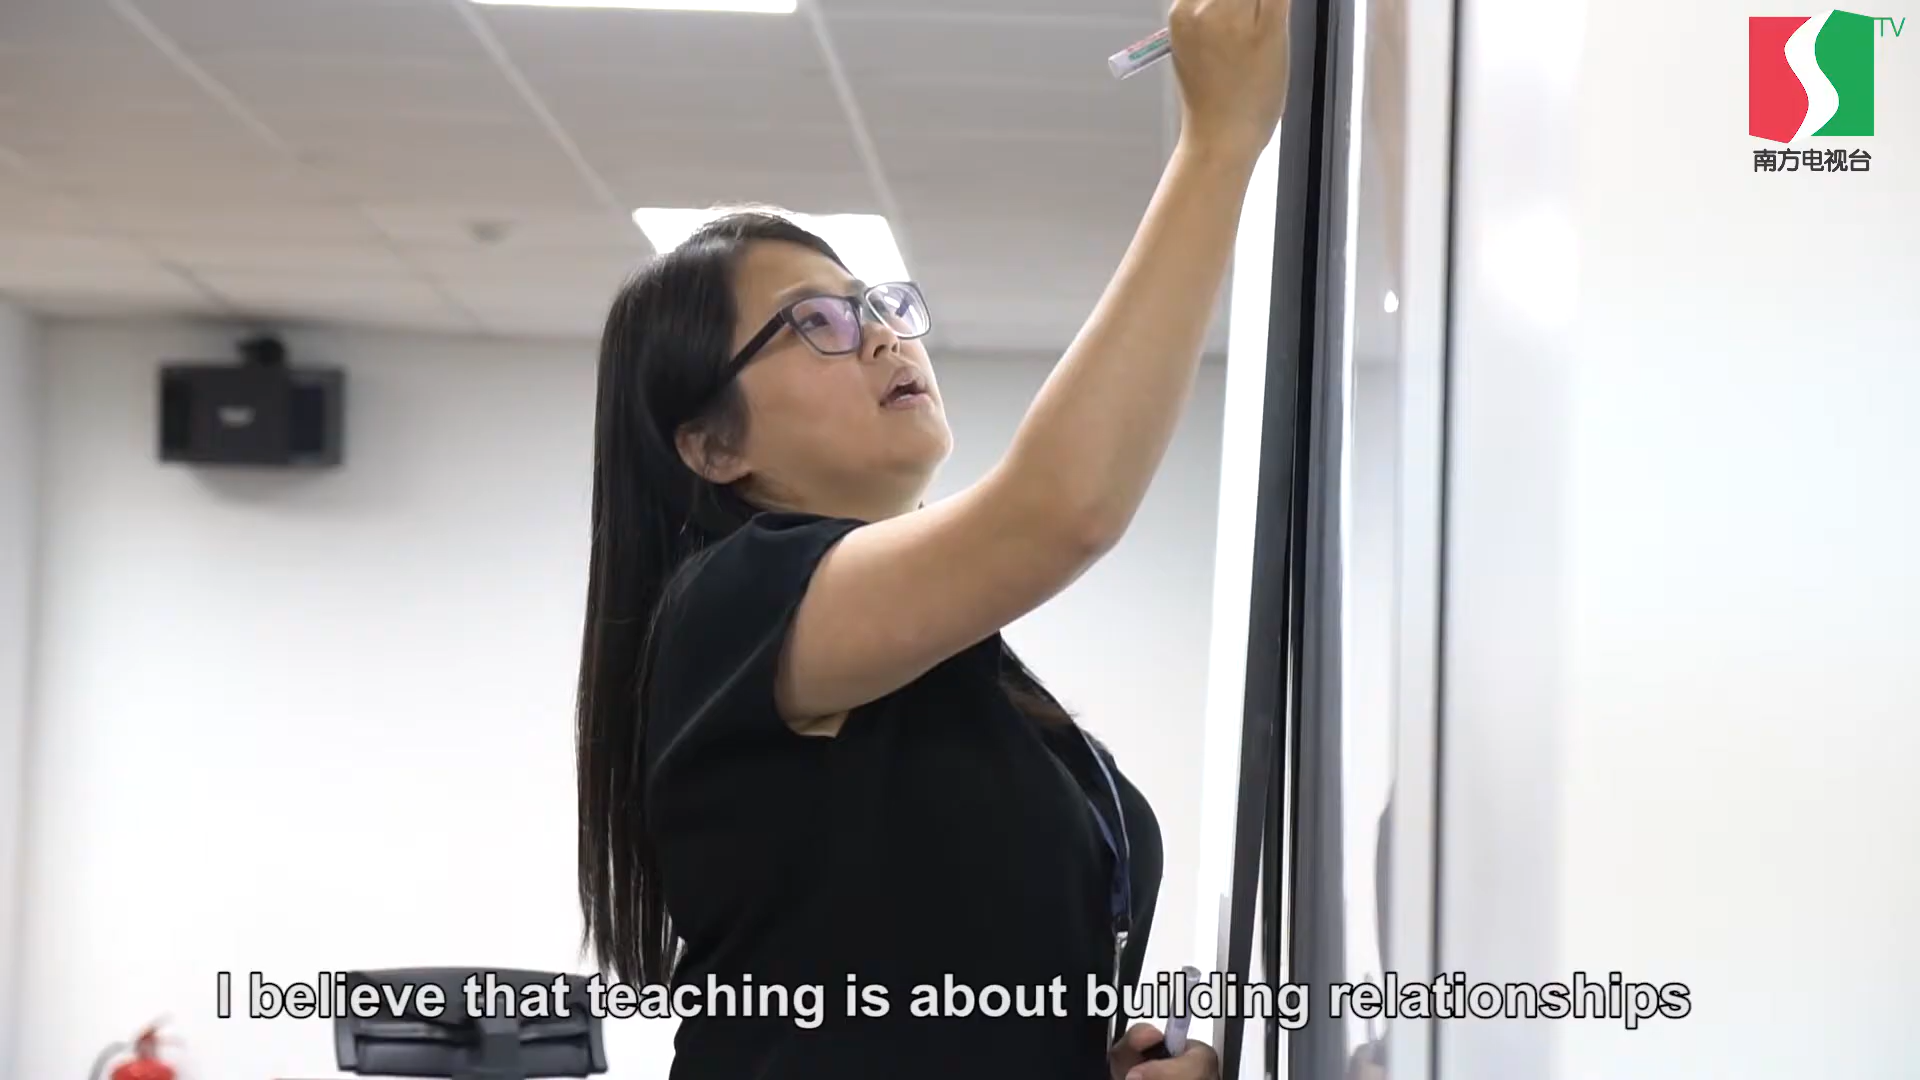 TV
南方电视台
I believe that teaching is about building relationships